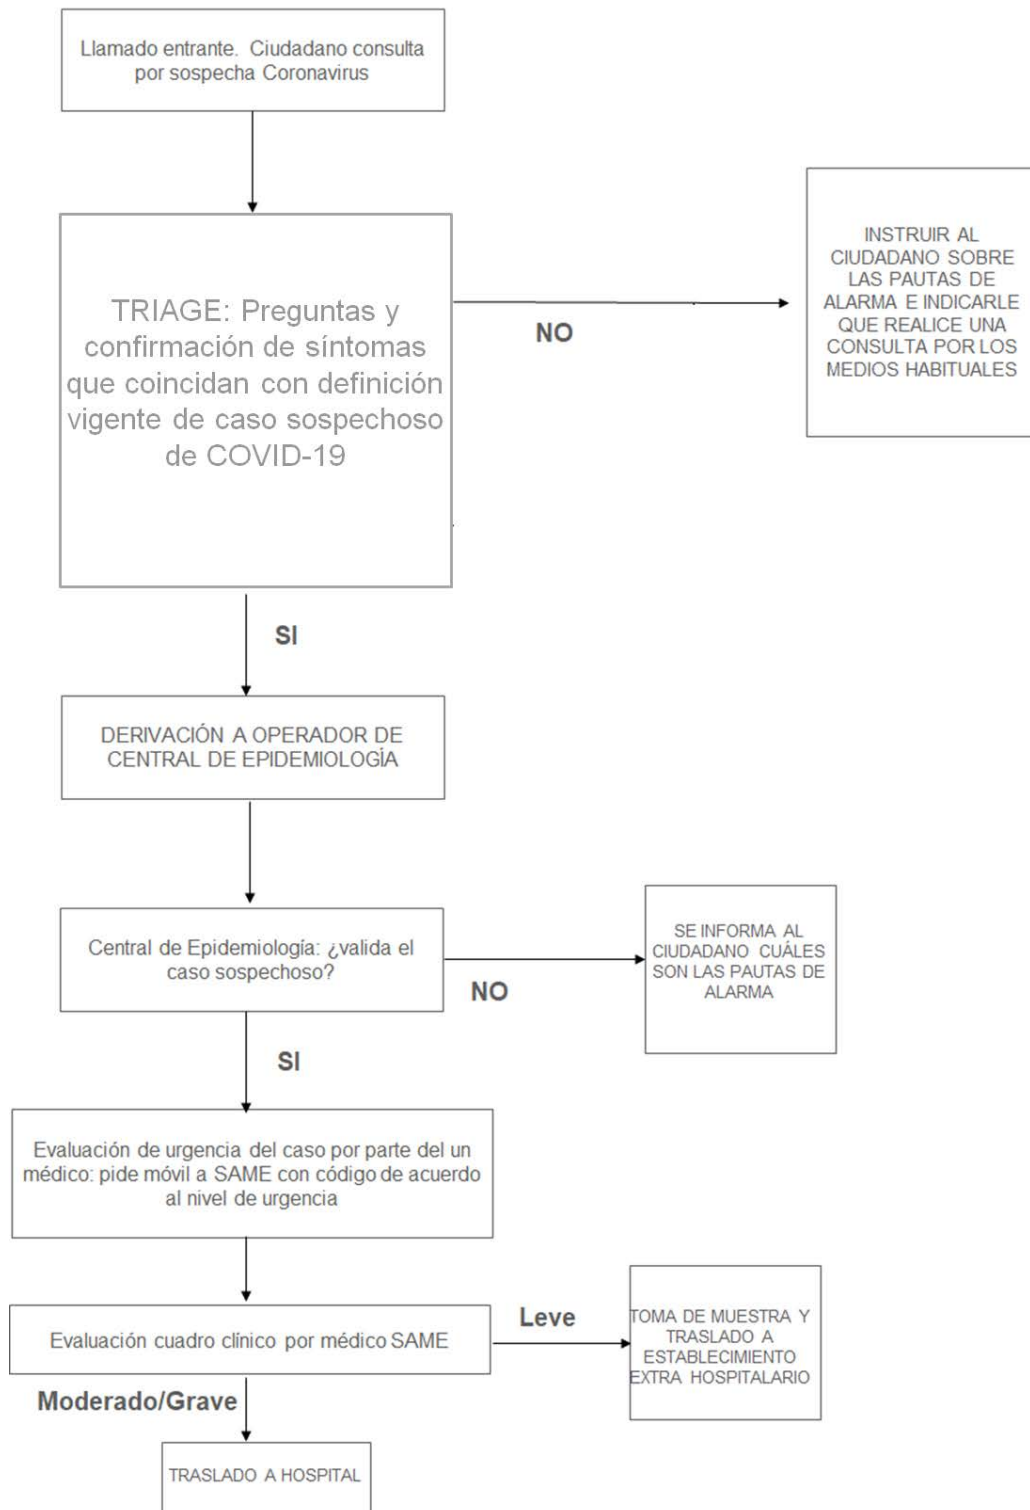 Llamado entrante. Ciudadano consulta
por sospecha Coronavirus
TRIAGE: Preguntas y
confirmación de síntomas
que coincidan con definición
vigente de caso sospechoso
de COVID-19
NO
INSTRUIR AL
CIUDADANO SOBRE
LAS PAUTAS DE
ALARMA E INDICARLE
QUE REALICE UNA
CONSULTA POR LOS
MEDIOS HABITUALES
SI
DERIVACIÓN A OPERADOR DE
CENTRAL DE EPIDEMIOLOGÍA
Central de Epidemiología: ¿valida el
caso sospechoso?
NO
SE INFORMA AL
CIUDADANO CUÁLES
SON LAS PAUTAS DE
ALARMA
SI
Evaluación de urgencia del caso por parte del un
médico: pide móvil a SAME con código de acuerdo
al nivel de urgencia
Evaluación cuadro clínico por médico SAME
Leve
TOMA DE MUESTRA Y
TRASLADO A
ESTABLECIMIENTO
EXTRA HOSPITALARIO
Moderado/Grave
TRASLADO A HOSPITAL